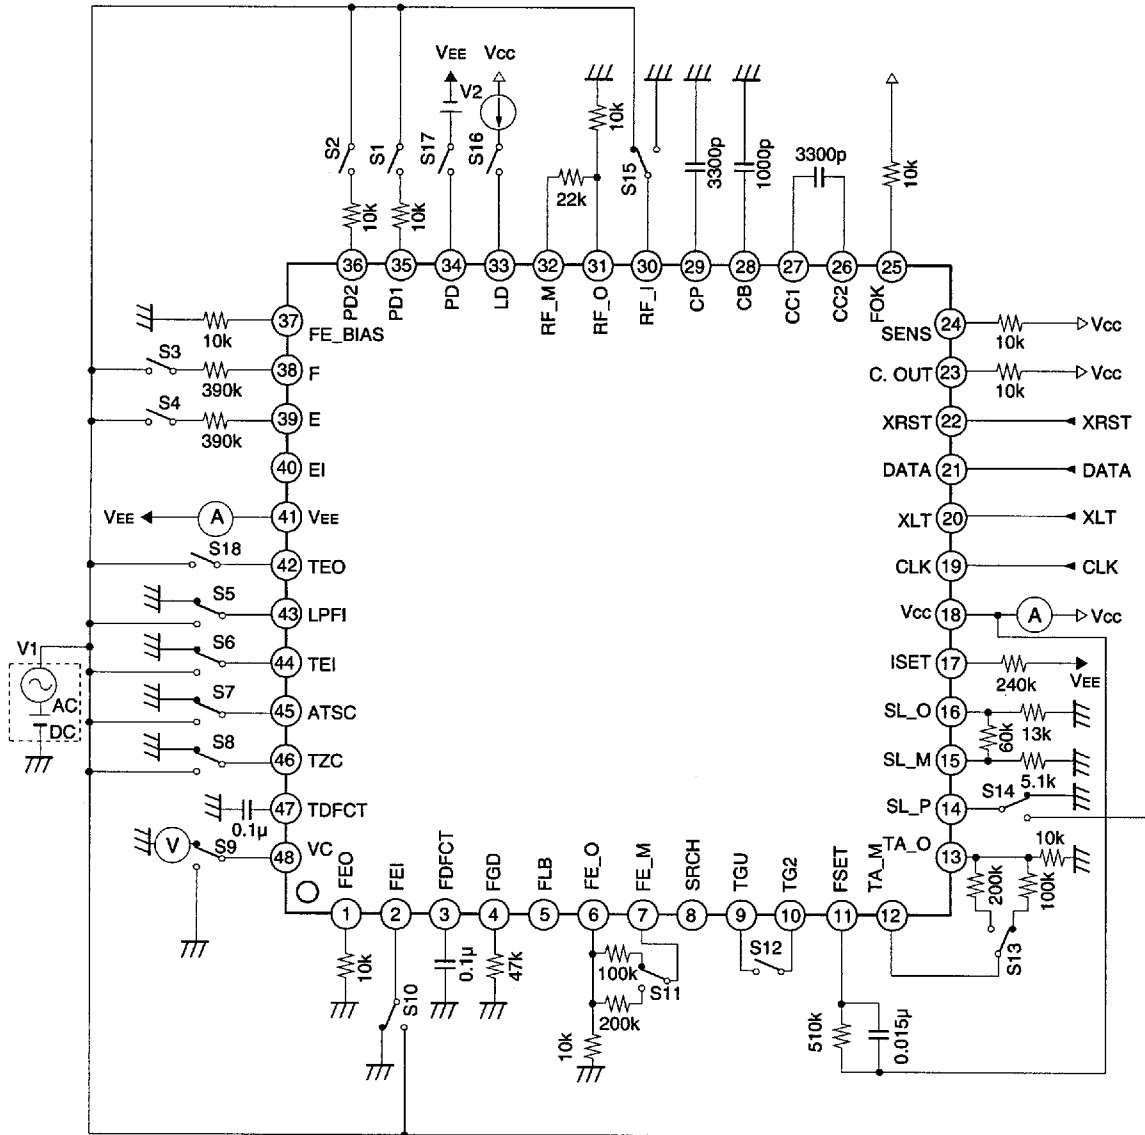 VEE
Vcc
V2
S2
S1
S17
S16
10k
S15
3300p
1000p
3300p
10k
22k
10k
10k
36
35
34
33
32
31
30
29
28
27
26
25
PD2
PD1
PD
LD
RF_M
RF_O
RF_I
CP
CB
CC1
CC2
FOK
37
FE_BIAS
10k
S3
38
F
390k
S4
39
E
390k
40
EI
VEE
A
41
VEE
S18
42
TEO
S5
43
LPFI
V1
S6
44
TEI
AC
DC
S7
45
ATSC
S8
46
TZC
47
TDFCT
0.1μ
V
S9
48
VC
24
SENS
10k
Vcc
23
C. OUT
10k
Vcc
22
XRST
XRST
21
DATA
DATA
20
XLT
XLT
19
CLK
CLK
18
Vcc
A
Vcc
17
ISET
240k
VEE
16
SL_O
13k
60k
15
SL_M
5.1k
S14
14
SL_P
TA_O
13
10k
200k
100k
S13
FEO
FEI
FDFCT
FGD
FLB
FE_O
FE_M
SRCH
TGU
TG2
FSET
TA_M
1
2
3
4
5
6
7
8
9
10
11
12
10k
S10
0.1μ
47k
100k
S11
200k
10k
S12
510k
0.015μ